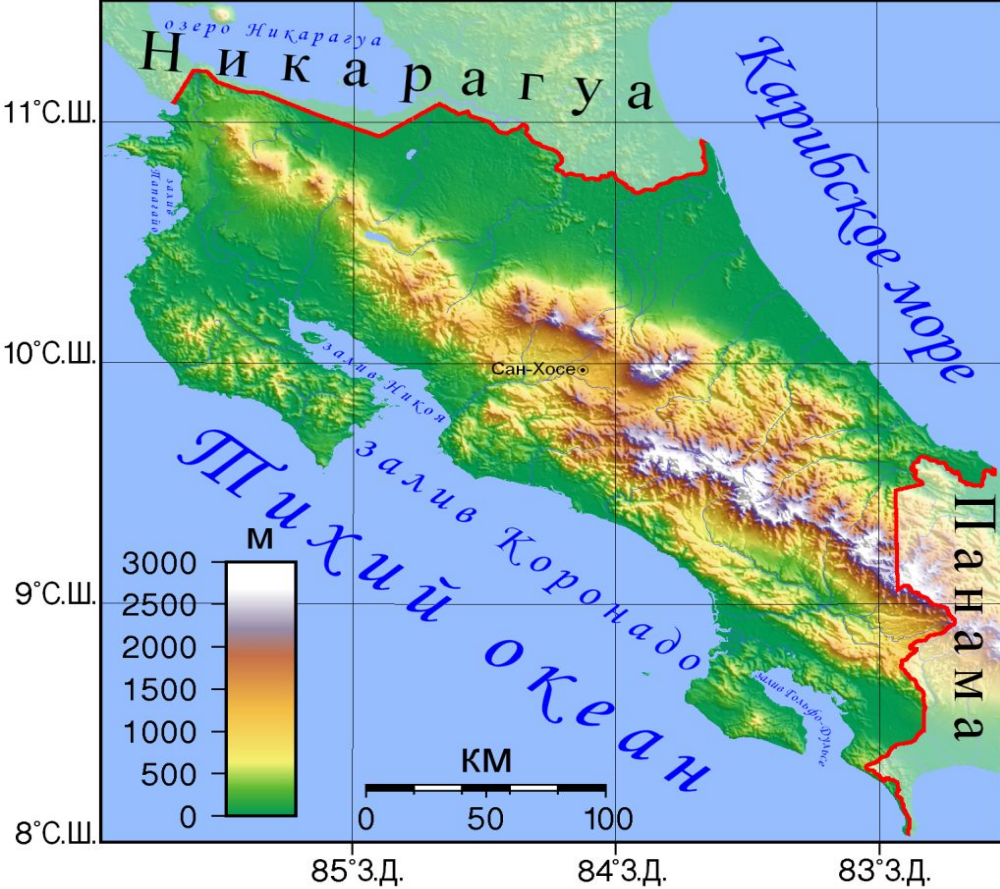 озеро Никарагуа
Никарагуа
Карибское море
11°С.Ш.
залив
Папагайо
10°С.Ш.
Сан-Хосе
залив Никоя
залив Коронадо
Тихий океан
Панама
м
3000
2500
2000
1500
1000
500
0
9°С.Ш.
залив Гольфо-Дульсе
КМ
0 50 100
8°С.Ш.
85°З.Д. 84°З.Д. 83°З.Д.